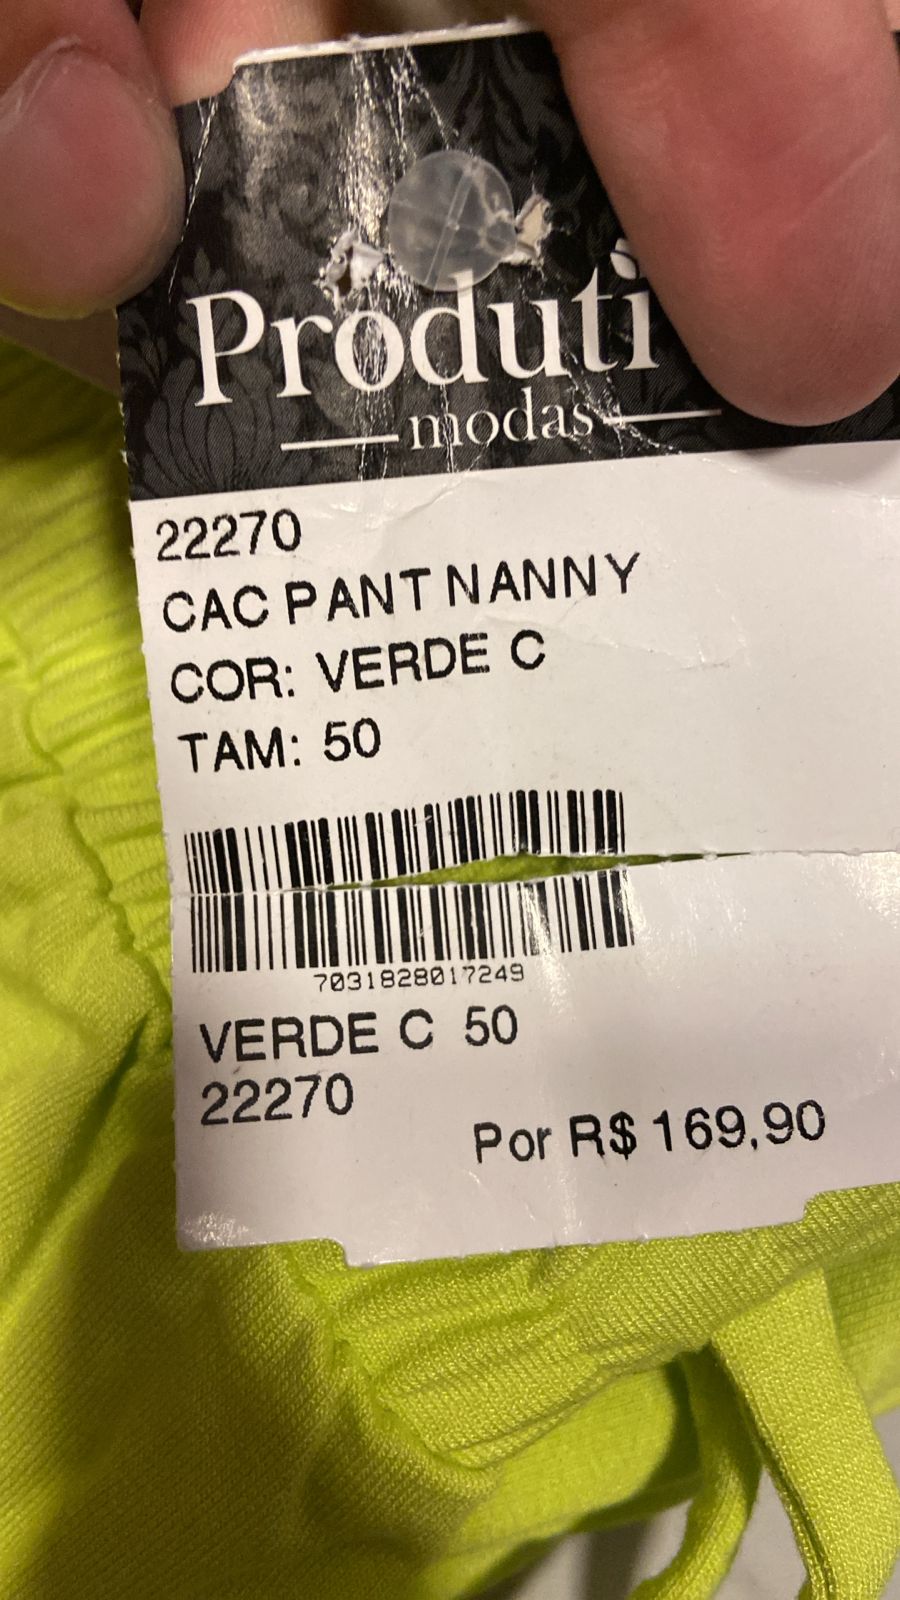 Produti
modas
22270
CAC PANT NANNY
COR: VERDE C
TAM: 50
7031828017249
VERDE C 50
22270
Por R$ 169,90